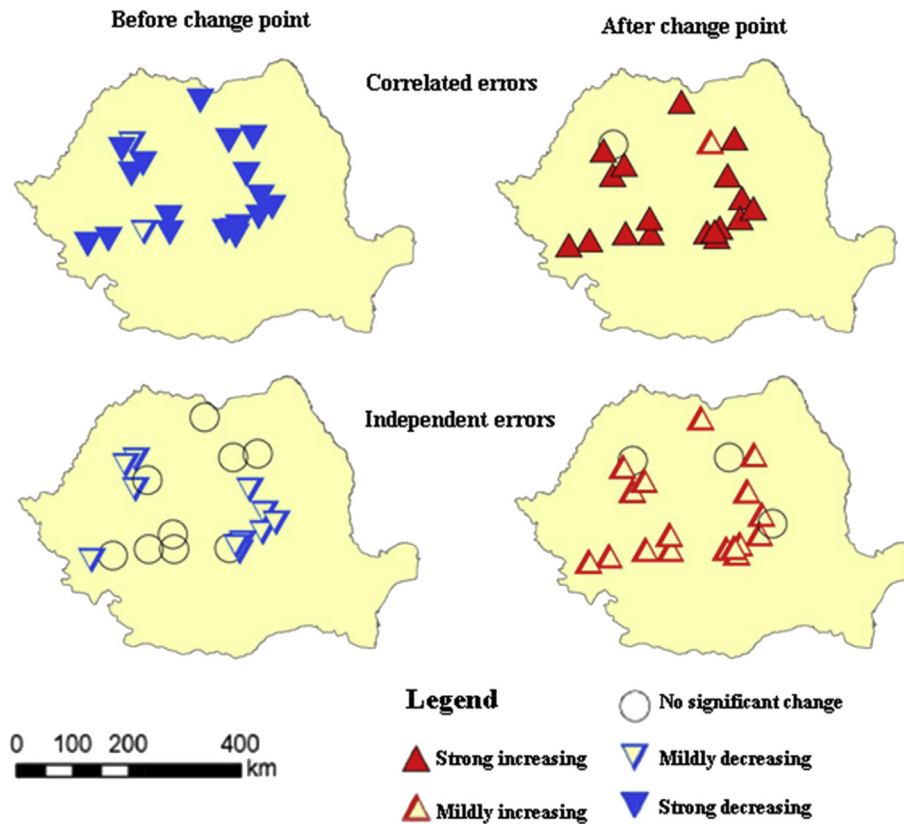 Before change point
After change point
Correlated errors
Independent errors
Legend
No significant change
Strong increasing
Mildly decreasing
Mildly increasing
Strong decreasing
0 100 200 400
km